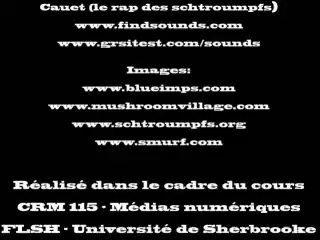 Cauet (le rap des schtroumpfs)
www.findsounds.com
www.grsitest.com/sounds
Images:
www.blueimps.com
www.mushroomvillage.com
www.schtroumpfs.org
www.smurf.com
Réalisé dans le cadre du cours
CRM 115 - Médias numériques
FLSH - Université de Sherbrooke